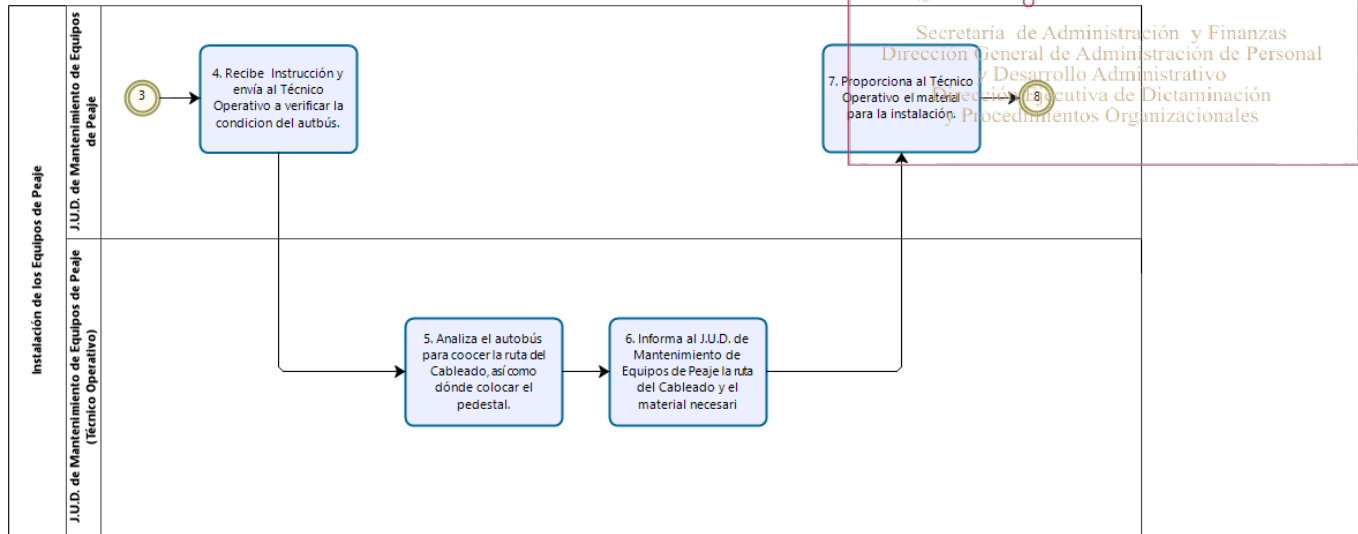 Secretaría de Administración y Finanzas
Dirección General de Administración de Personal
y Desarrollo Administrativo
Dirección Ejecutiva de Dictaminación
y Procedimientos Organizacionales
Instalación de los Equipos de Peaje
J.U.D. de Mantenimiento de Equipos
de Peaje
3
4. Recibe Instrucción y
envía al Técnico
Operativo a verificar la
condicion del autbús.
7. Proporciona al Técnico
Operativo el material
para la instalación.
8
J.U.D. de Mantenimiento de Equipos de Peaje
(Técnico Operativo)
5. Analiza el autobús
para coocer la ruta del
Cableado, así como
dónde colocar el
pedestal.
6. Informa al J.U.D. de
Mantenimiento de
Equipos de Peaje la ruta
del Cableado y el
material necesari